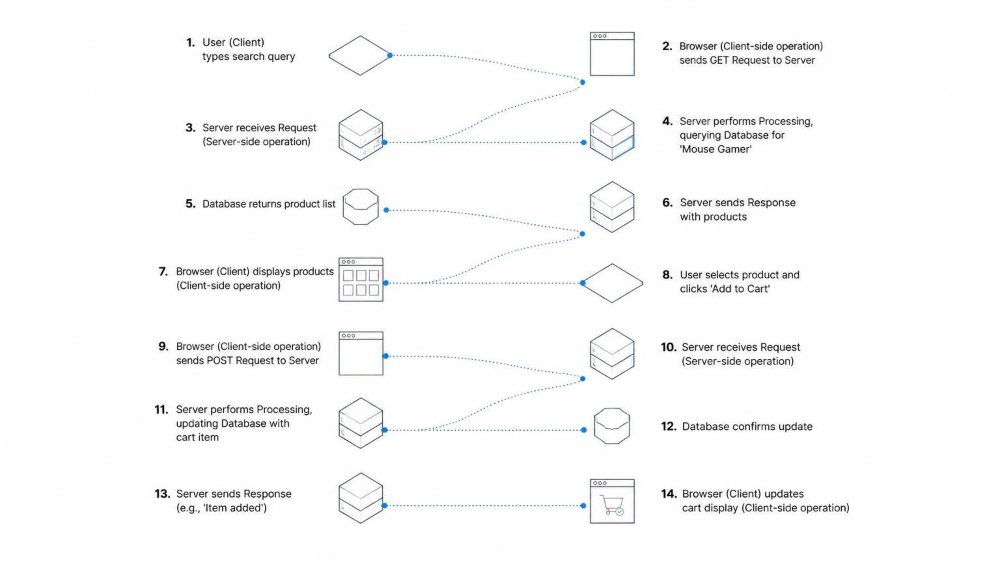 1. User (Client)
types search query
2. Browser (Client-side operation)
sends GET Request to Server
3. Server receives Request
(Server-side operation)
4. Server performs Processing,
querying Database for
'Mouse Gamer'
5. Database returns product list
6. Server sends Response
with products
7. Browser (Client) displays products
(Client-side operation)
8. User selects product and
clicks 'Add to Cart'
9. Browser (Client-side operation)
sends POST Request to Server
10. Server receives Request
(Server-side operation)
11. Server performs Processing,
updating Database with
cart item
12. Database confirms update
13. Server sends Response
(e.g., 'Item added')
14. Browser (Client) updates
cart display (Client-side operation)